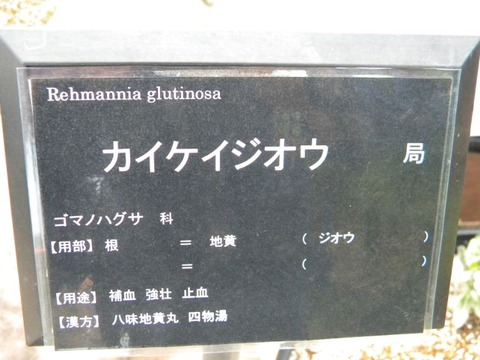 Rehmannia glutinosa
カイケイジオウ 局
ゴマノハグサ 科
【用部】 根 = 地黄 ( ジオウ )
= ( )
【用途】 補血 強壮 止血
【漢方】 八味地黄丸 四物湯